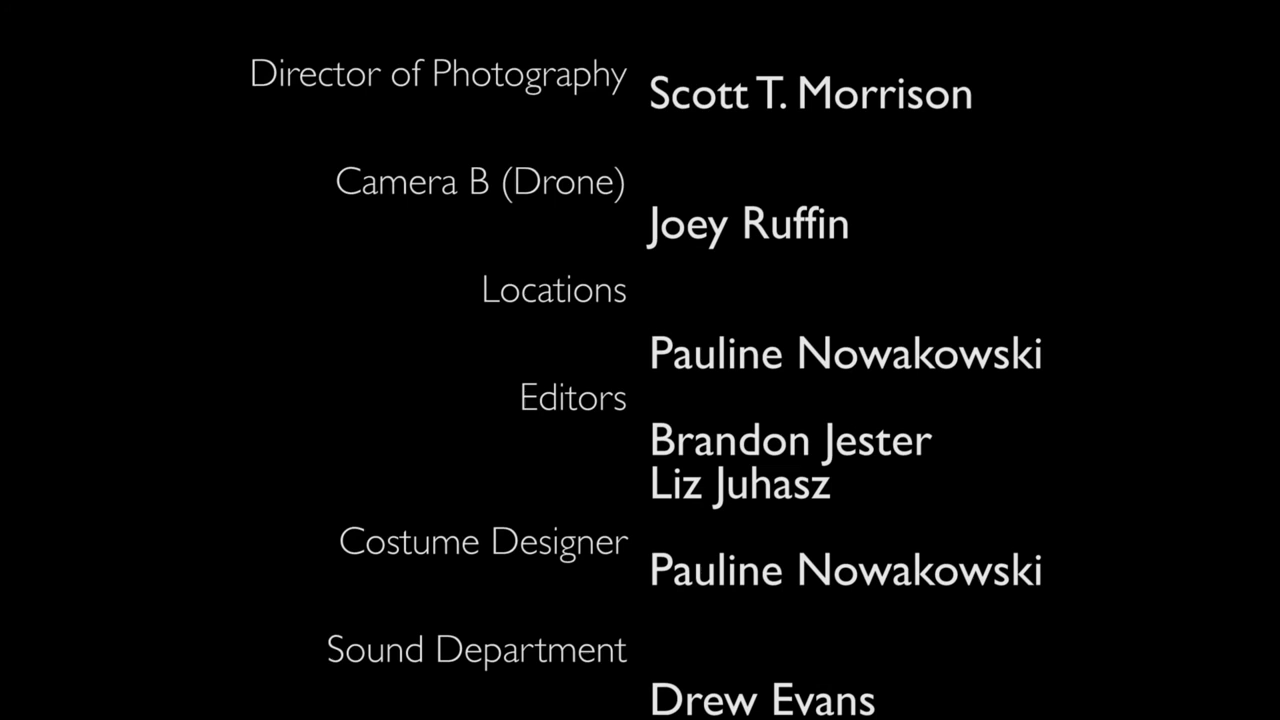 Director of Photography
Scott T. Morrison
Camera B (Drone)
Joey Ruffin
Locations
Pauline Nowakowski
Editors
Brandon Jester
Liz Juhasz
Costume Designer
Pauline Nowakowski
Sound Department
Drew Evans